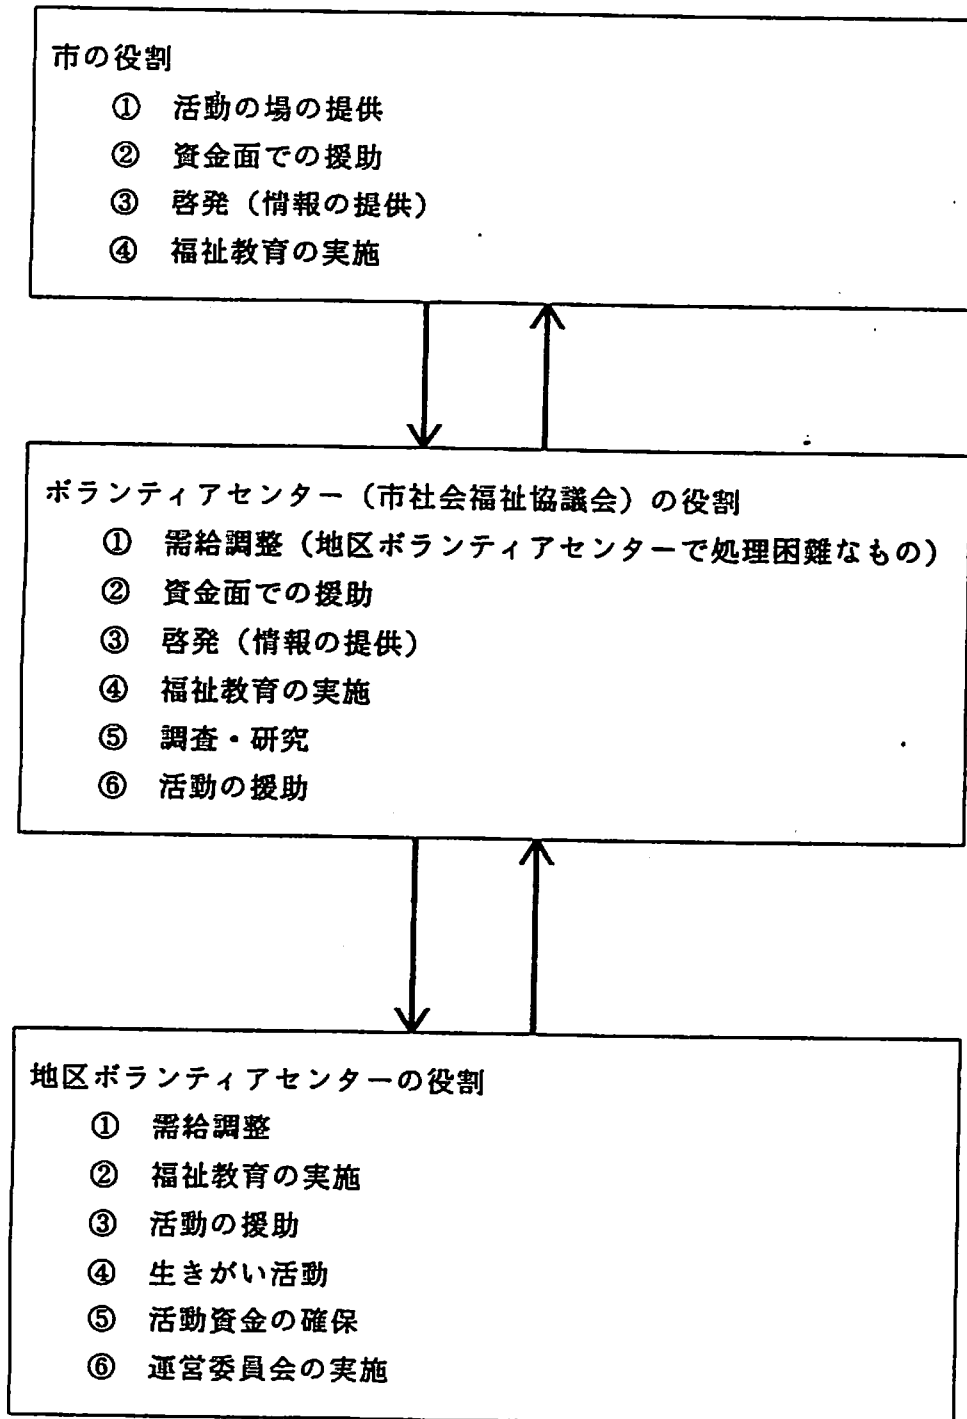 市の役割
① 活動の場の提供
② 資金面での援助
③ 啓発（情報の提供）
④ 福祉教育の実施
ボランティアセンター（市社会福祉協議会）の役割
① 需給調整（地区ボランティアセンターで処理困難なもの）
② 資金面での援助
③ 啓発（情報の提供）
④ 福祉教育の実施
⑤ 調査・研究
⑥ 活動の援助
地区ボランティアセンターの役割
① 需給調整
② 福祉教育の実施
③ 活動の援助
④ 生きがい活動
⑤ 活動資金の確保
⑥ 運営委員会の実施